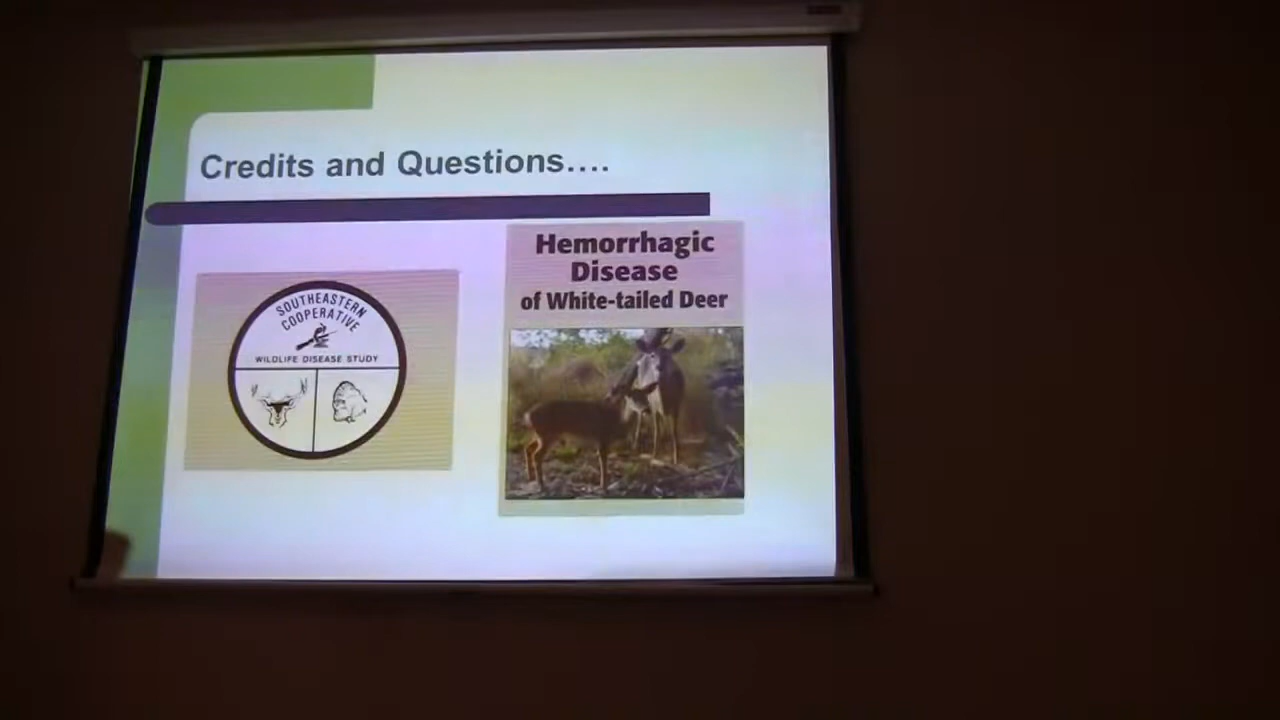 Credits and Questions....
Hemorrhagic
Disease
of White-tailed Deer
SOUTHEASTERN
COOPERATIVE
WILDLIFE DISEASE STUDY